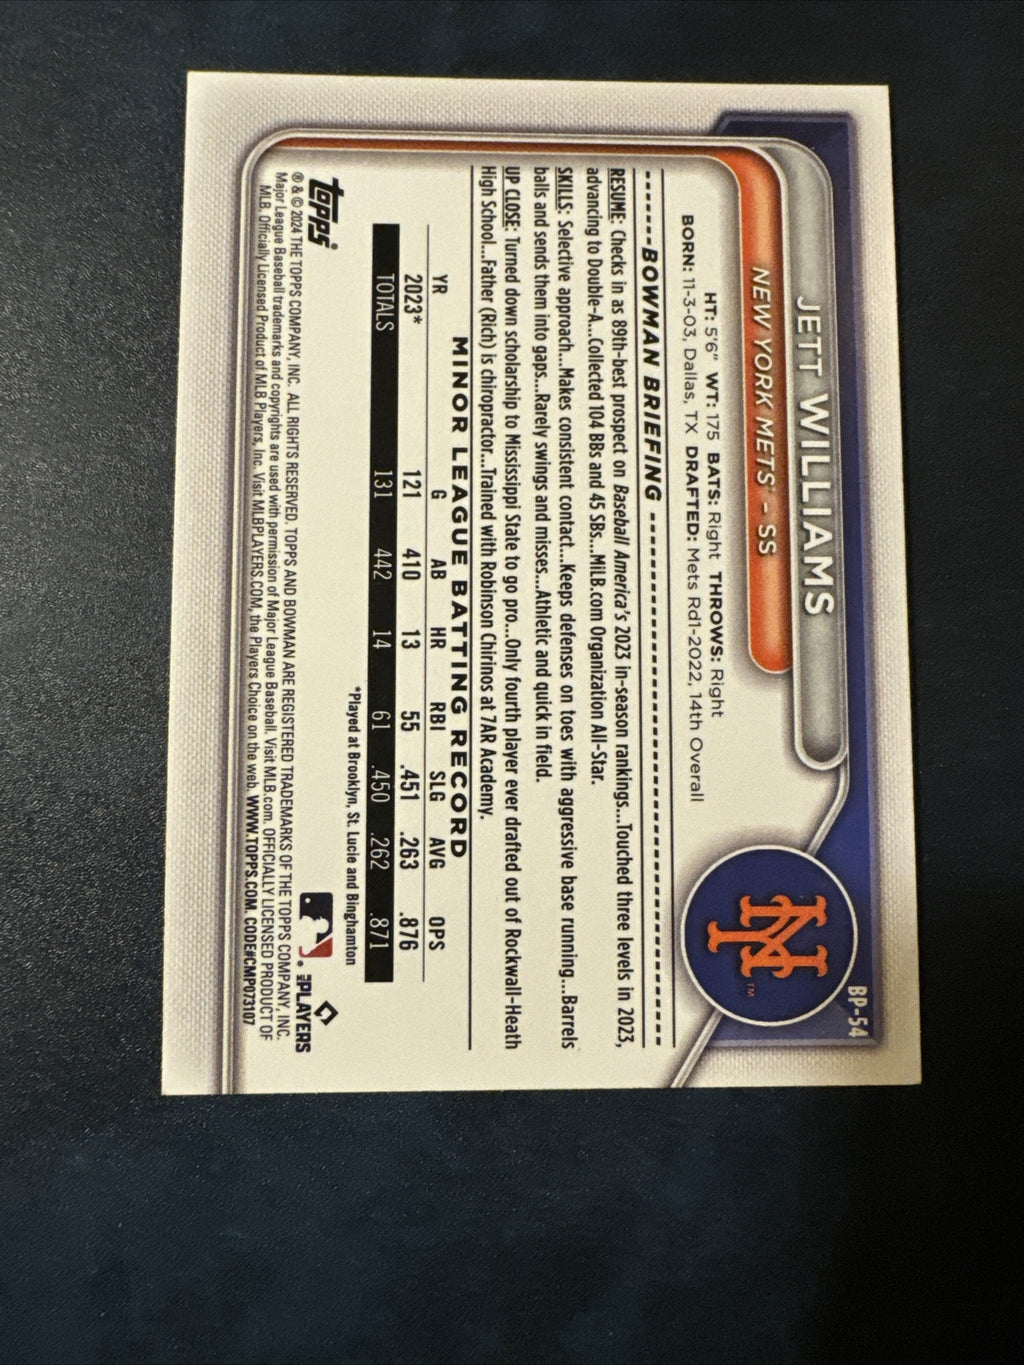 BP-54
JETT WILLIAMS
NEW YORK METS® - SS
HT: 5'6" WT: 175 BATS: Right THROWS: Right
BORN: 11-3-03, Dallas, TX DRAFTED: Mets Rd1-2022, 14th Overall
NY
TM
BOWMAN BRIEFING
RESUME: Checks in as 89th-best prospect on Baseball America's 2023 in-season rankings...Touched three levels in 2023,
advancing to Double-A...Collected 104 BBs and 45 SBs...MiLB.com Organization All-Star.
SKILLS: Selective approach...Makes consistent contact...Keeps defenses on toes with aggressive base running...Barrels
balls and sends them into gaps...Rarely swings and misses...Athletic and quick in field.
UP CLOSE: Turned down scholarship to Mississippi State to go pro...Only fourth player ever drafted out of Rockwall-Heath
High School...Father (Rich) is chiropractor...Trained with Robinson Chirinos at 7AR Academy.
MINOR LEAGUE BATTING RECORD
YR G AB HR RBI SLG AVG OPS
2023* 121 410 13 55 .451 .263 .876
TOTALS 131 442 14 61 .450 .262 .871
*Played at Brooklyn, St. Lucie and Binghamton
topps®
MLB PLAYERS
® & © 2024 THE TOPPS COMPANY, INC. ALL RIGHTS RESERVED. TOPPS AND BOWMAN ARE REGISTERED TRADEMARKS OF THE TOPPS COMPANY, INC.
Major League Baseball trademarks and copyrights are used with permission of Major League Baseball. Visit MLB.com. OFFICIALLY LICENSED PRODUCT OF
MLB. Officially Licensed Product of MLB Players, Inc. Visit MLBPLAYERS.COM, the Players Choice on the web. WWW.TOPPS.COM. CODE#CMP073107